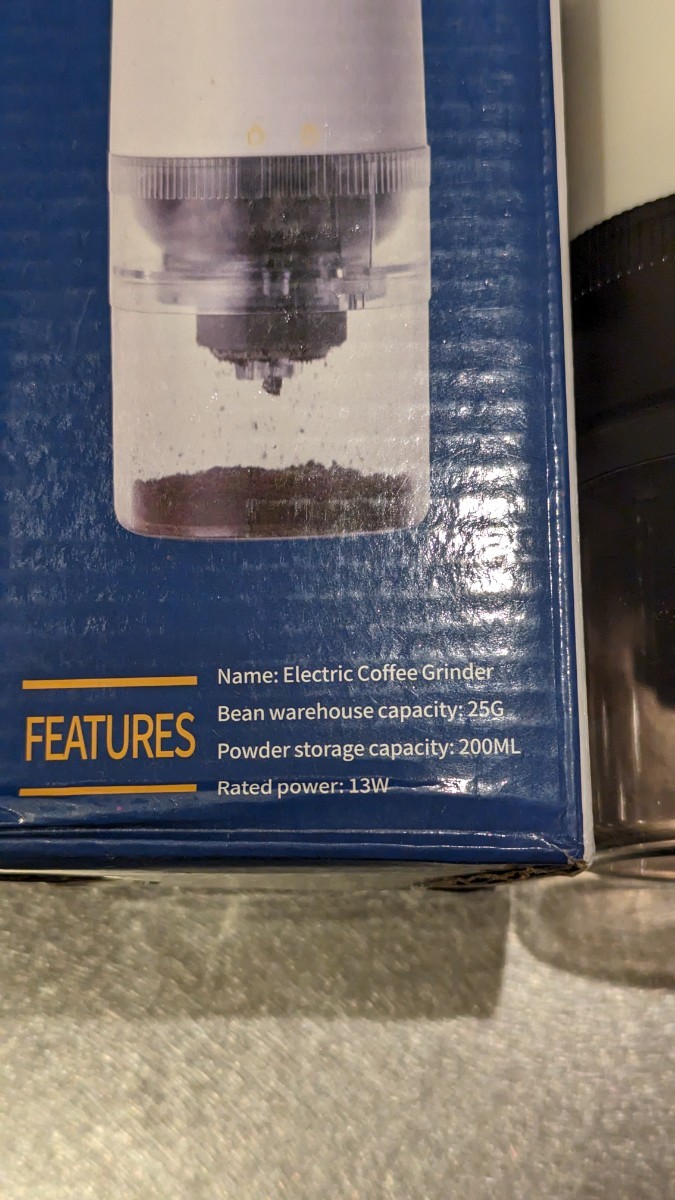 FEATURES
Name: Electric Coffee Grinder
Bean warehouse capacity: 25G
Powder storage capacity: 200ML
Rated power: 13W